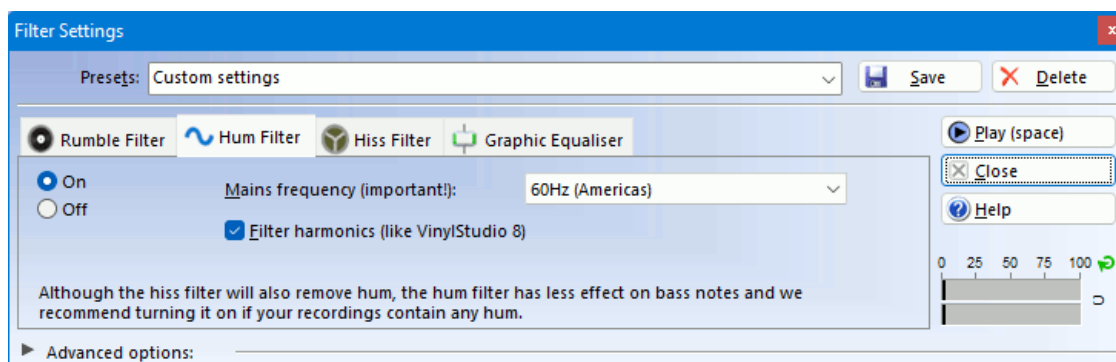 Filter Settings
Presets: Custom settings Save Delete
Rumble Filter Hum Filter Hiss Filter Graphic Equaliser
Play (space)
On Mains frequency (important!): 60Hz (Americas)
Close
Off
Filter harmonics (like VinylStudio 8)
Help
0 25 50 75 100
Although the hiss filter will also remove hum, the hum filter has less effect on bass notes and we
recommend turning it on if your recordings contain any hum.
Advanced options: